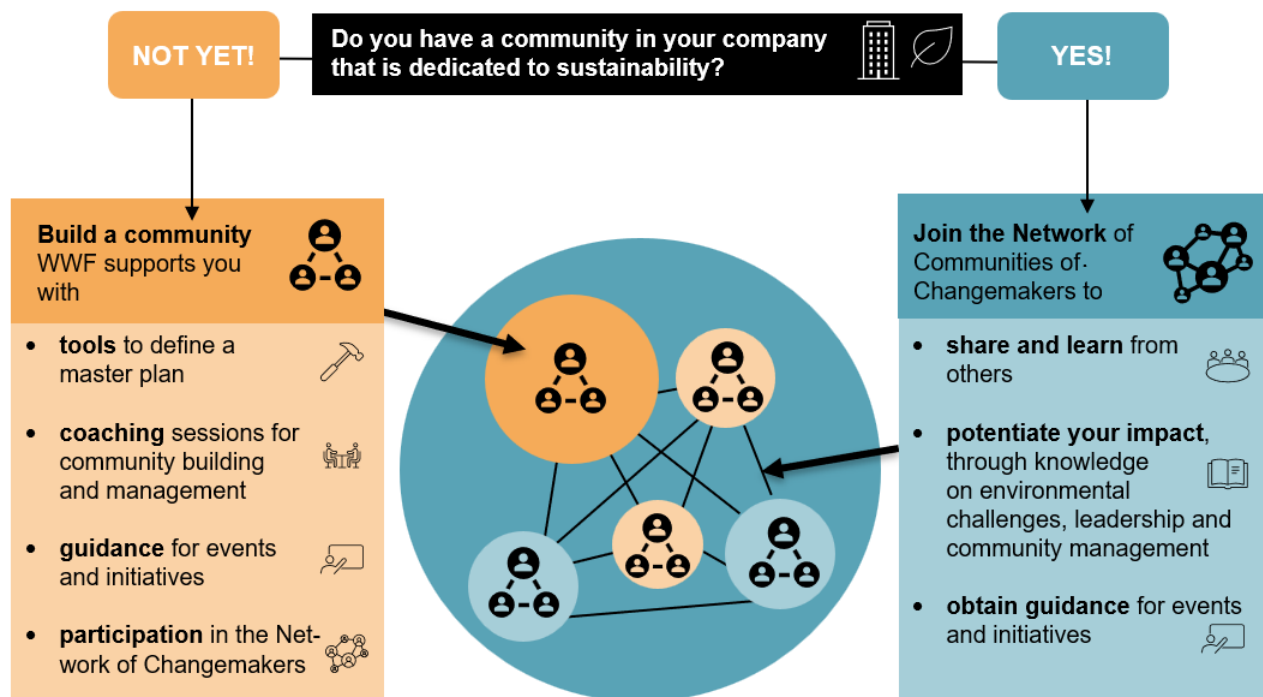 NOT YET!
Do you have a community in your company
that is dedicated to sustainability?
YES!
Build a community
WWF supports you
with
• tools to define a
master plan
• coaching sessions for
community building
and management
• guidance for events
and initiatives
• participation in the Net-
work of Changemakers
Join the Network of
Communities of·
Changemakers to
• share and learn from
others
• potentiate your impact,
through knowledge
on environmental
challenges, leadership and
community management
• obtain guidance for events
and initiatives